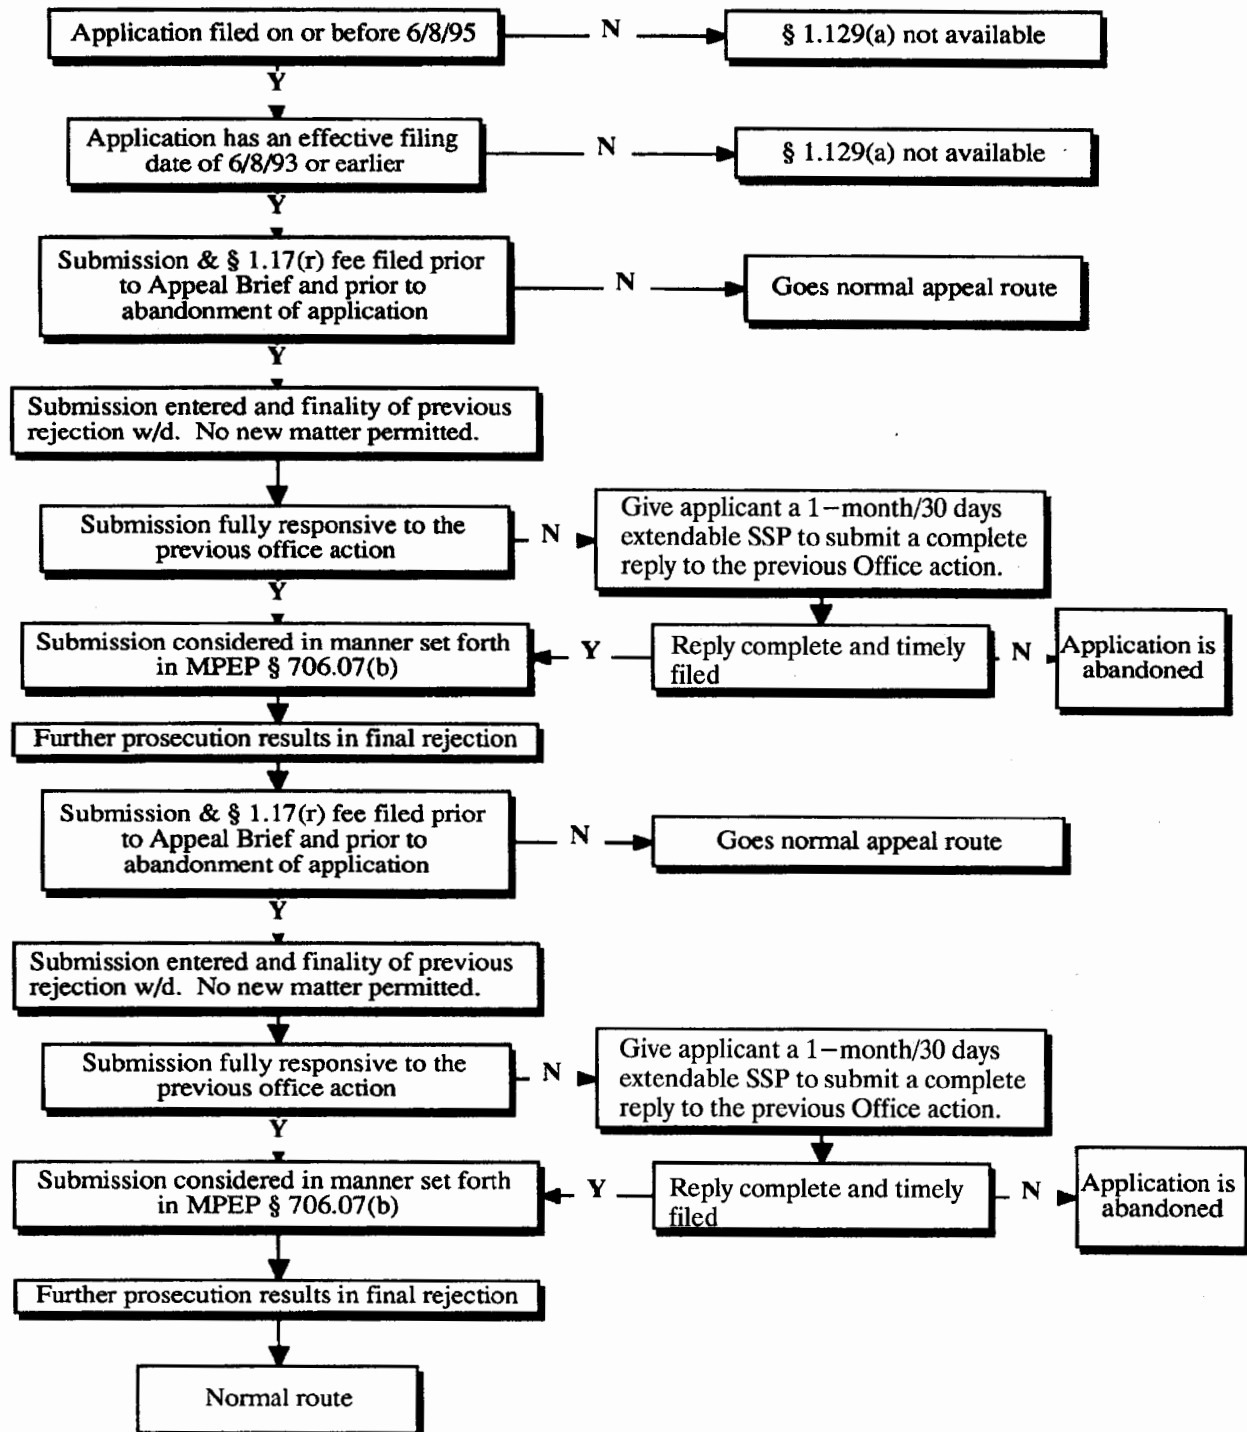 Application filed on or before 6/8/95
N
§ 1.129(a) not available
Y
Application has an effective filing
date of 6/8/93 or earlier
N
§ 1.129(a) not available
Y
Submission & § 1.17(r) fee filed prior
to Appeal Brief and prior to
abandonment of application
N
Goes normal appeal route
Y
Submission entered and finality of previous
rejection w/d. No new matter permitted.
Submission fully responsive to the
previous office action
N
Give applicant a 1–month/30 days
extendable SSP to submit a complete
reply to the previous Office action.
Y
Submission considered in manner set forth
in MPEP § 706.07(b)
Y
Reply complete and timely
filed
N
Application is
abandoned
Further prosecution results in final rejection
Submission & § 1.17(r) fee filed prior
to Appeal Brief and prior to
abandonment of application
N
Goes normal appeal route
Y
Submission entered and finality of previous
rejection w/d. No new matter permitted.
Submission fully responsive to the
previous office action
N
Give applicant a 1–month/30 days
extendable SSP to submit a complete
reply to the previous Office action.
Y
Submission considered in manner set forth
in MPEP § 706.07(b)
Y
Reply complete and timely
filed
N
Application is
abandoned
Further prosecution results in final rejection
Normal route